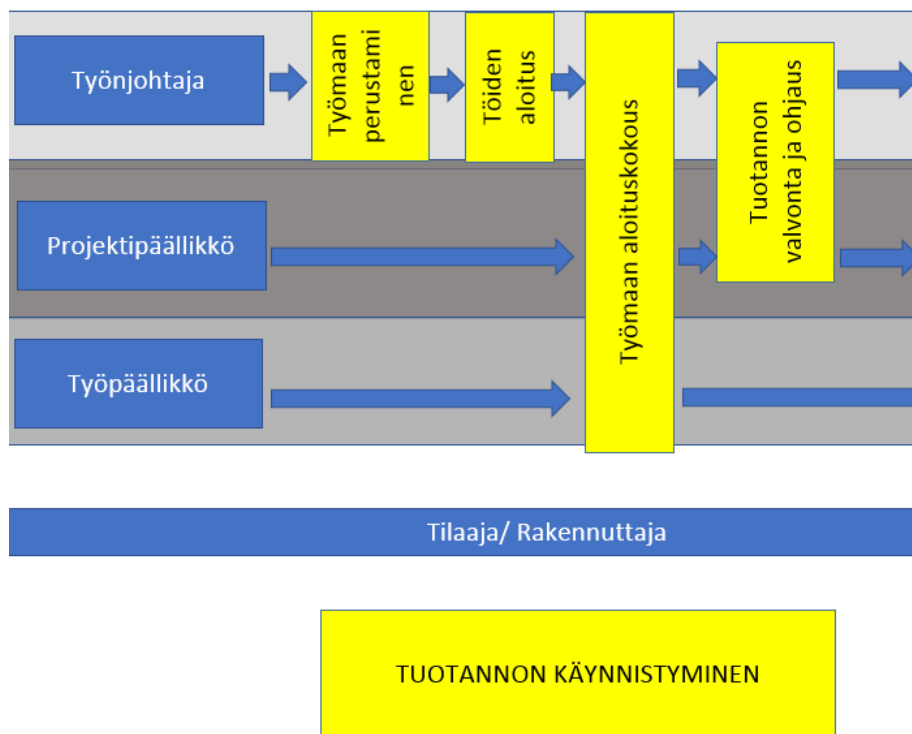 Työnjohtaja
Työmaan
perustami
nen
Töiden
aloitus
Työmaan aloituskokous
Tuotannon
valvonta ja ohjaus
Projektipäällikkö
Työpäällikkö
Tilaaja/ Rakennuttaja
TUOTANNON KÄYNNISTYMINEN